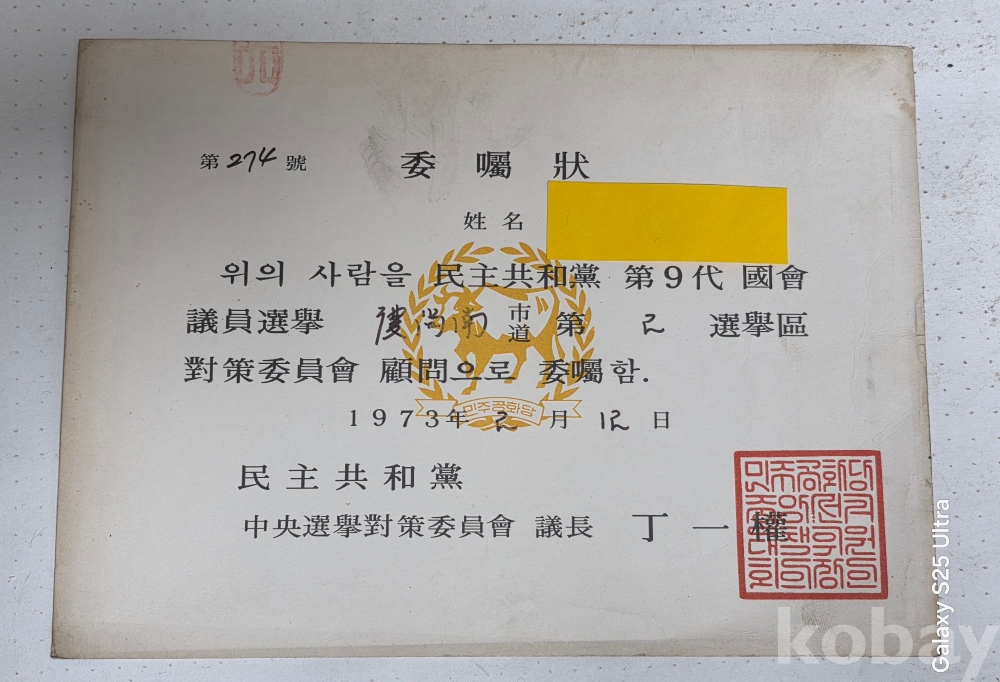 第 274 號
委囑狀
姓名
위의 사람을 民主共和黨 第9代 國會
議員選擧 慶尙南 市道 第 2 選擧區
對策委員會 顧問으로 委囑함.
민주공화당
1973年 2月 12日
民主共和黨
中央選擧對策委員會 議長 丁一權
kobay
Galaxy S25 Ultra